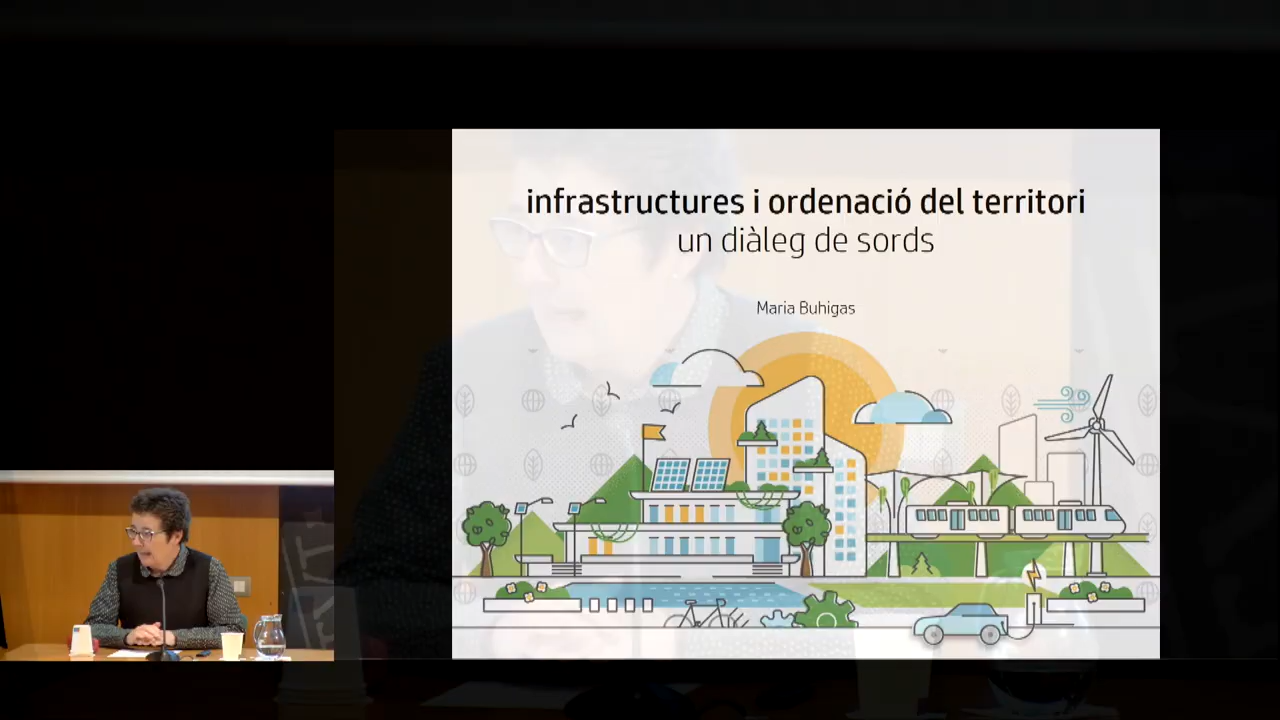 infrastructures i ordenació del territori
un diàleg de sords
Maria Buhigas